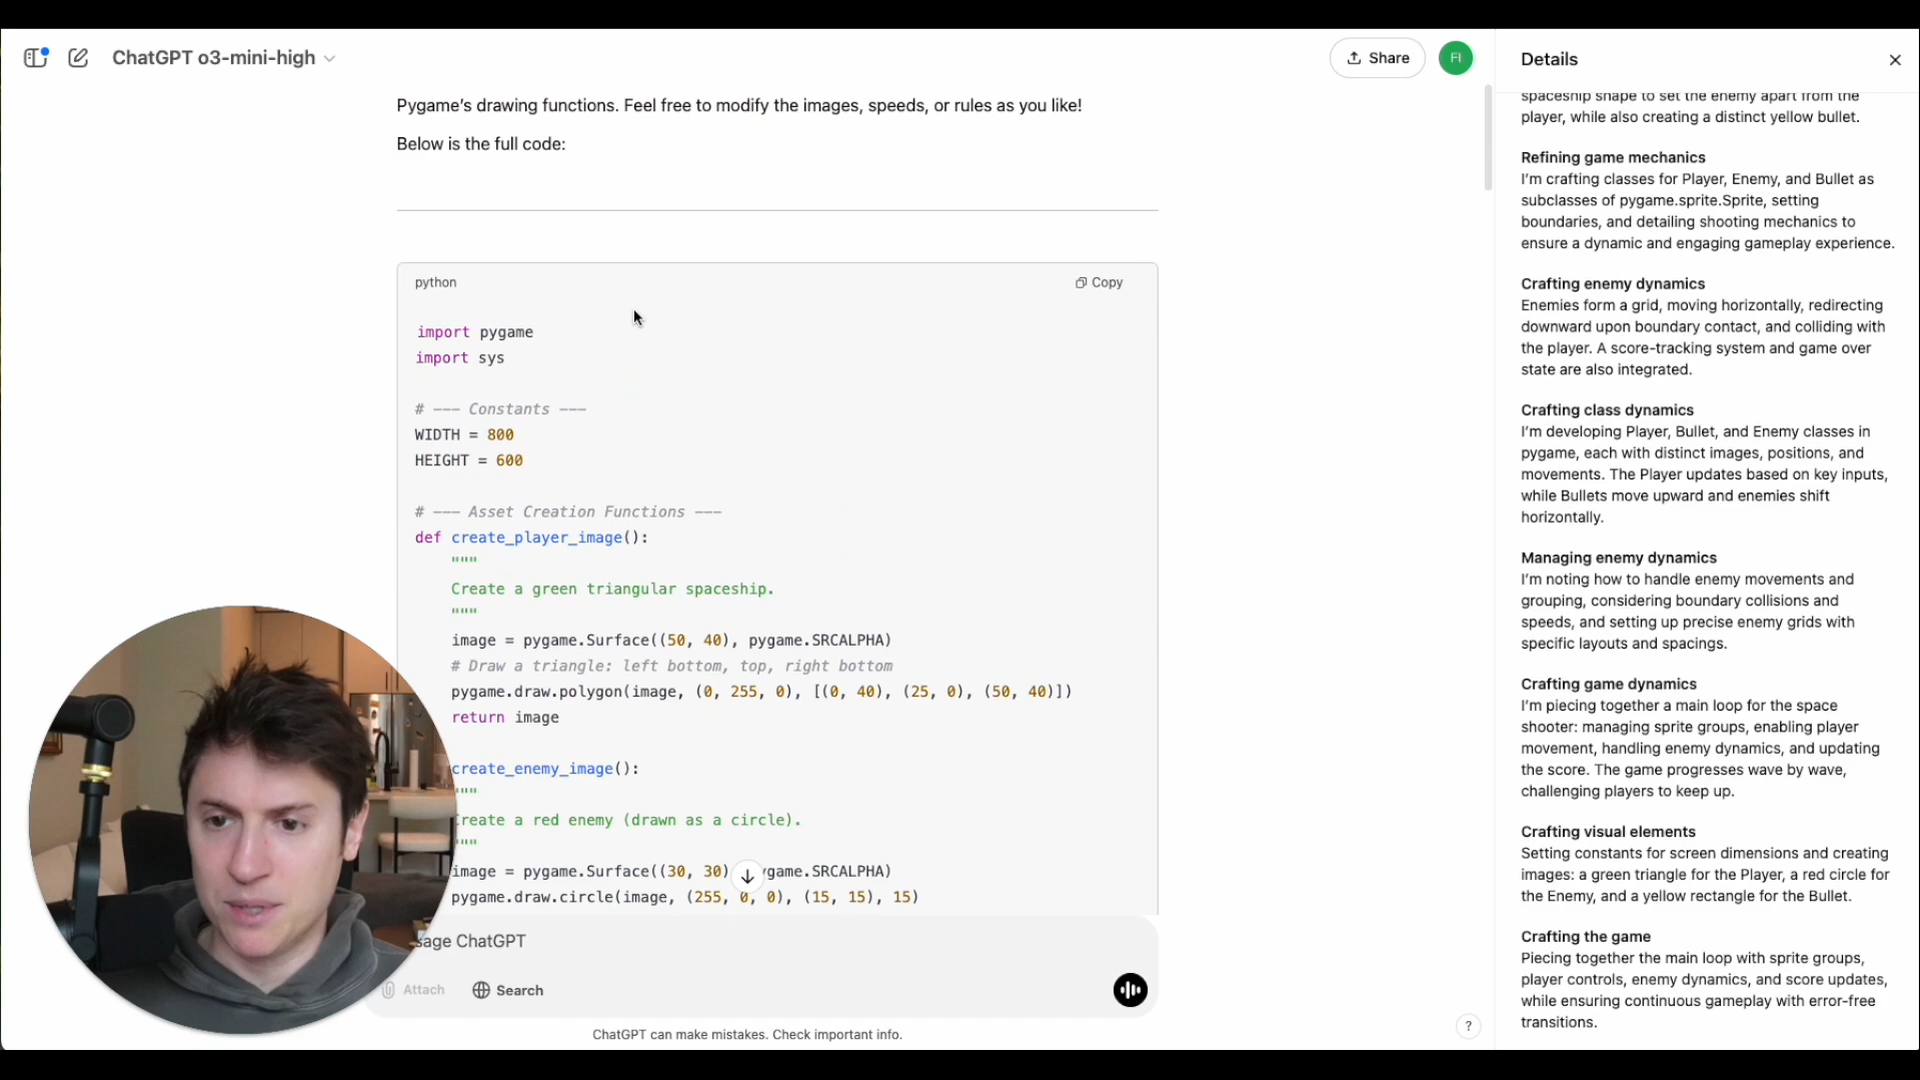 ChatGPT o3-mini-high
Share
FI
Pygame's drawing functions. Feel free to modify the images, speeds, or rules as you like!
Below is the full code:
python
Copy
import pygame
import sys
# --- Constants ---
WIDTH = 800
HEIGHT = 600
# --- Asset Creation Functions ---
def create_player_image():
"""
Create a green triangular spaceship.
"""
image = pygame.Surface((50, 40), pygame.SRCALPHA)
# Draw a triangle: left bottom, top, right bottom
pygame.draw.polygon(image, (0, 255, 0), [(0, 40), (25, 0), (50, 40)])
return image
create_enemy_image():
"""
Create a red enemy (drawn as a circle).
"""
image = pygame.Surface((30, 30) ygame.SRCALPHA)
pygame.draw.circle(image, (255, 0, 0), (15, 15), 15)
sage ChatGPT
Attach
Search
ChatGPT can make mistakes. Check important info.
?
Details
spaceship shape to set the enemy apart from the
player, while also creating a distinct yellow bullet.
Refining game mechanics
I'm crafting classes for Player, Enemy, and Bullet as
subclasses of pygame.sprite.Sprite, setting
boundaries, and detailing shooting mechanics to
ensure a dynamic and engaging gameplay experience.
Crafting enemy dynamics
Enemies form a grid, moving horizontally, redirecting
downward upon boundary contact, and colliding with
the player. A score-tracking system and game over
state are also integrated.
Crafting class dynamics
I'm developing Player, Bullet, and Enemy classes in
pygame, each with distinct images, positions, and
movements. The Player updates based on key inputs,
while Bullets move upward and enemies shift
horizontally.
Managing enemy dynamics
I'm noting how to handle enemy movements and
grouping, considering boundary collisions and
speeds, and setting up precise enemy grids with
specific layouts and spacings.
Crafting game dynamics
I'm piecing together a main loop for the space
shooter: managing sprite groups, enabling player
movement, handling enemy dynamics, and updating
the score. The game progresses wave by wave,
challenging players to keep up.
Crafting visual elements
Setting constants for screen dimensions and creating
images: a green triangle for the Player, a red circle for
the Enemy, and a yellow rectangle for the Bullet.
Crafting the game
Piecing together the main loop with sprite groups,
player controls, enemy dynamics, and score updates,
while ensuring continuous gameplay with error-free
transitions.